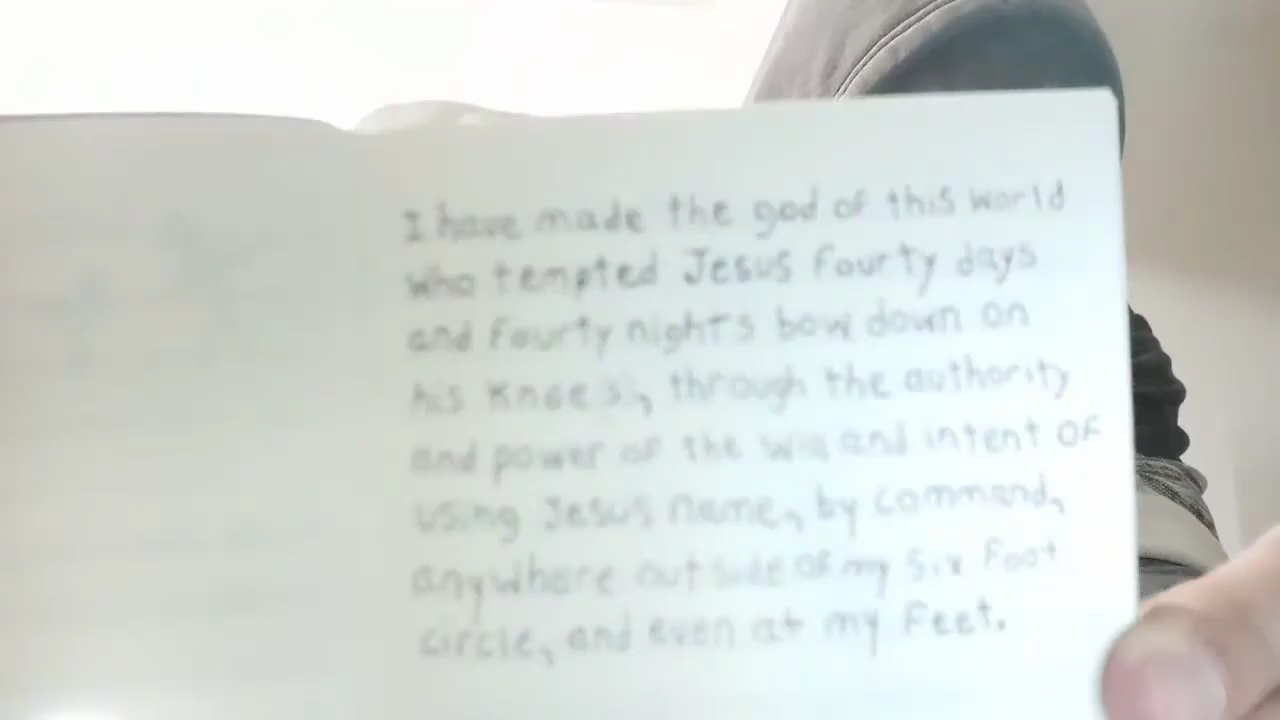 I have made the god of this world
who tempted Jesus fourty days
and fourty nights bow down on
his knees, through the authority
and power of the will and intent of
using Jesus name, by command,
anywhere outside of my six foot
circle, and even at my feet.